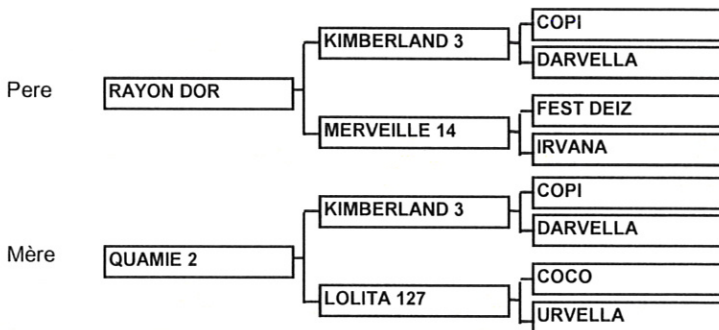 COPI
KIMBERLAND 3
DARVELLA
Pere RAYON DOR
FEST DEIZ
MERVEILLE 14
IRVANA
COPI
KIMBERLAND 3
DARVELLA
Mère QUAMIE 2
COCO
LOLITA 127
URVELLA